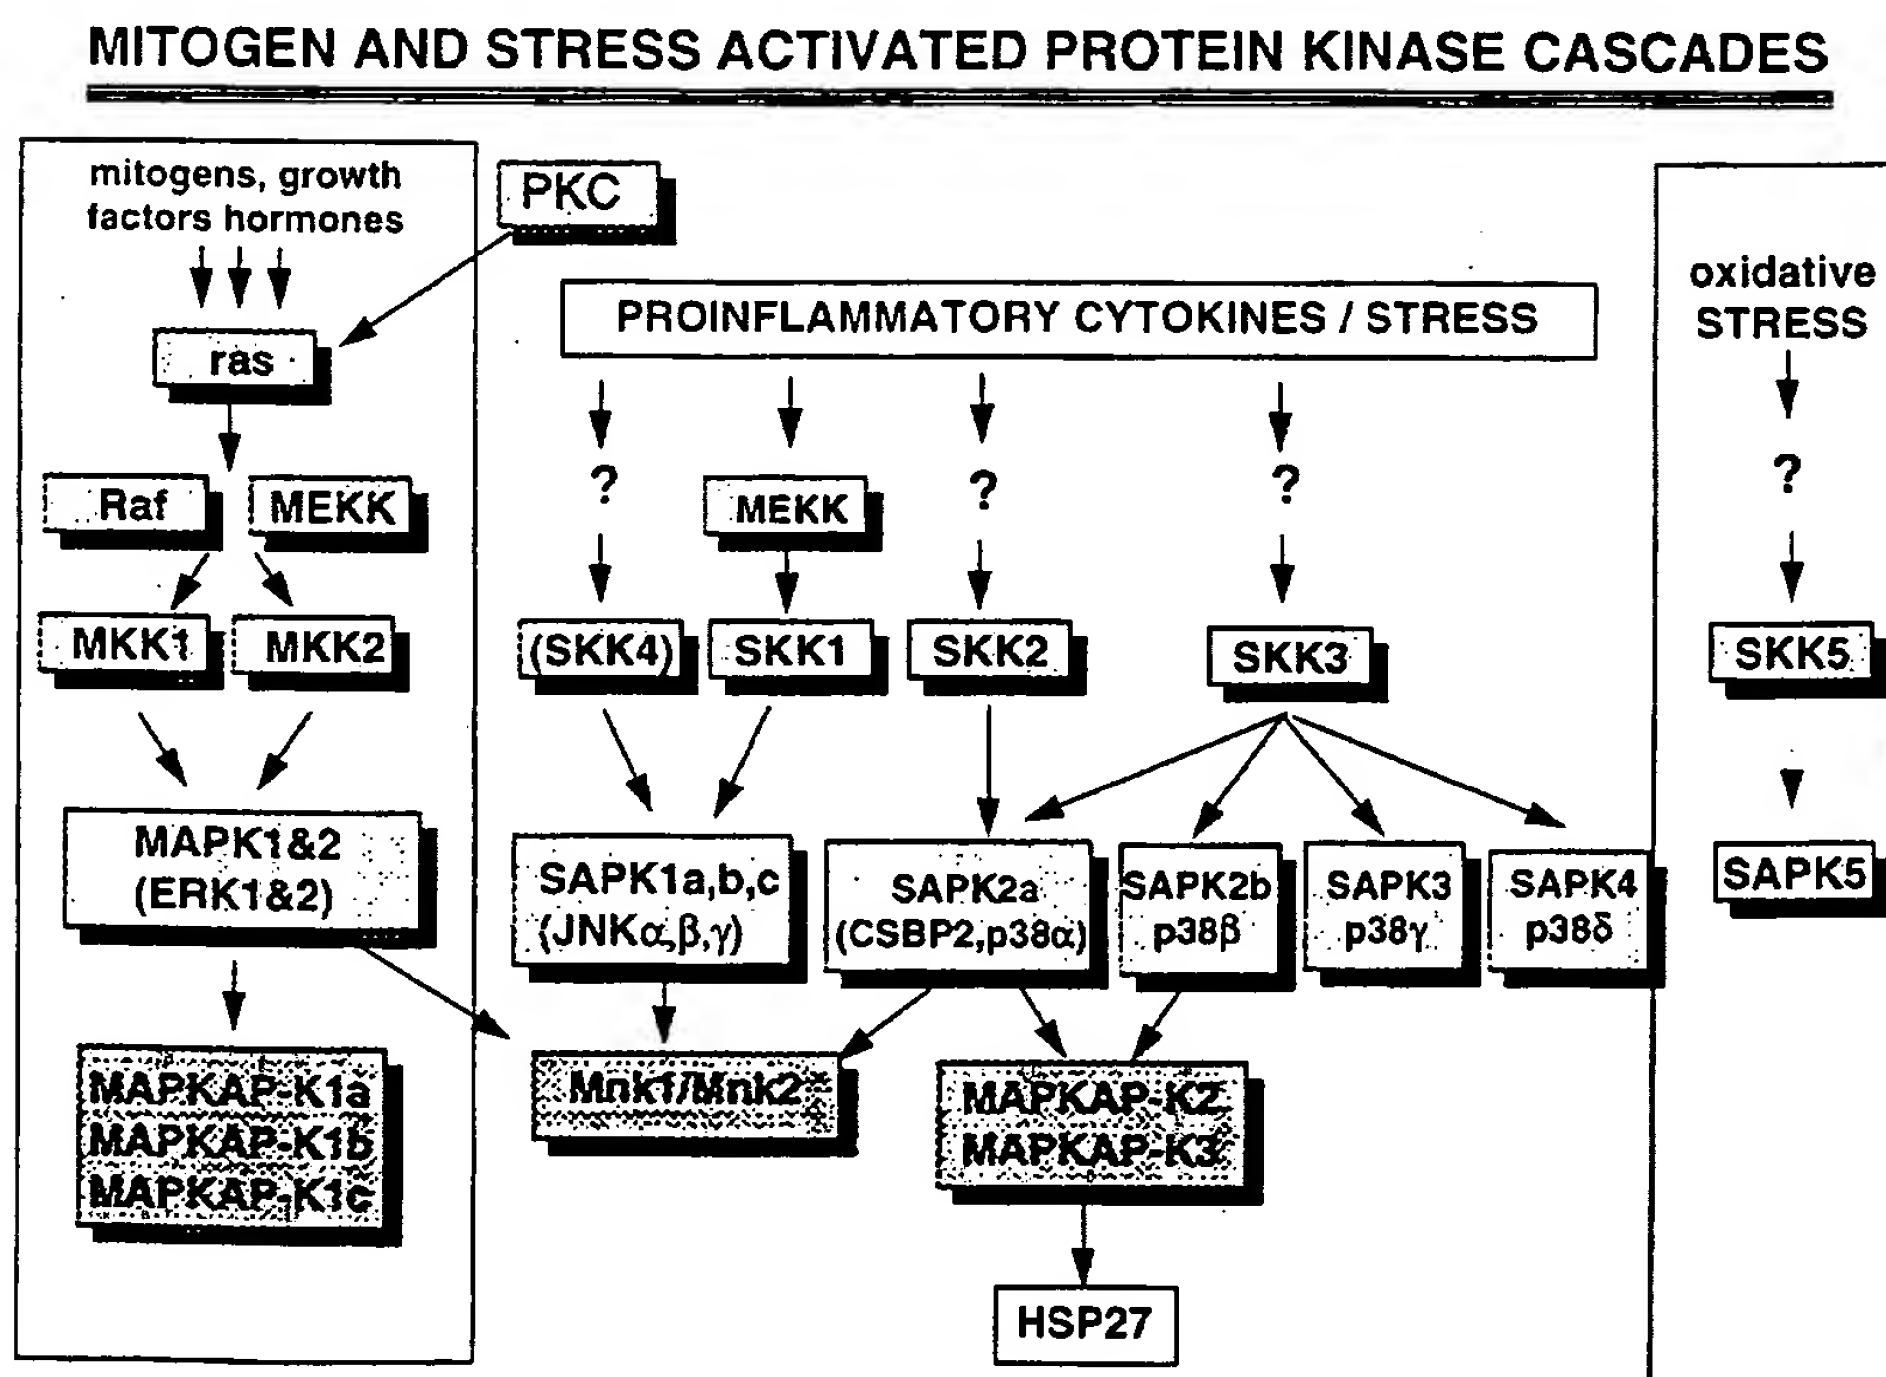 MITOGEN AND STRESS ACTIVATED PROTEIN KINASE CASCADES
mitogens, growth
factors hormones
PKC
oxidative
STRESS
PROINFLAMMATORY CYTOKINES / STRESS
ras
?
?
?
?
Raf
MEKK
MEKK
MKK1
MKK2
(SKK4)
SKK1
SKK2
SKK3
SKK5
MAPK1&2
(ERK1&2)
SAPK1a,b,c
(JNKα,β,γ)
SAPK2a
(CSBP2,p38α)
SAPK2b
p38β
SAPK3
p38γ
SAPK4
p38δ
SAPK5
MAPKAP-K1a
MAPKAP-K1b
MAPKAP-K1c
Mnk1/Mnk2
MAPKAP-K2
MAPKAP-K3
HSP27